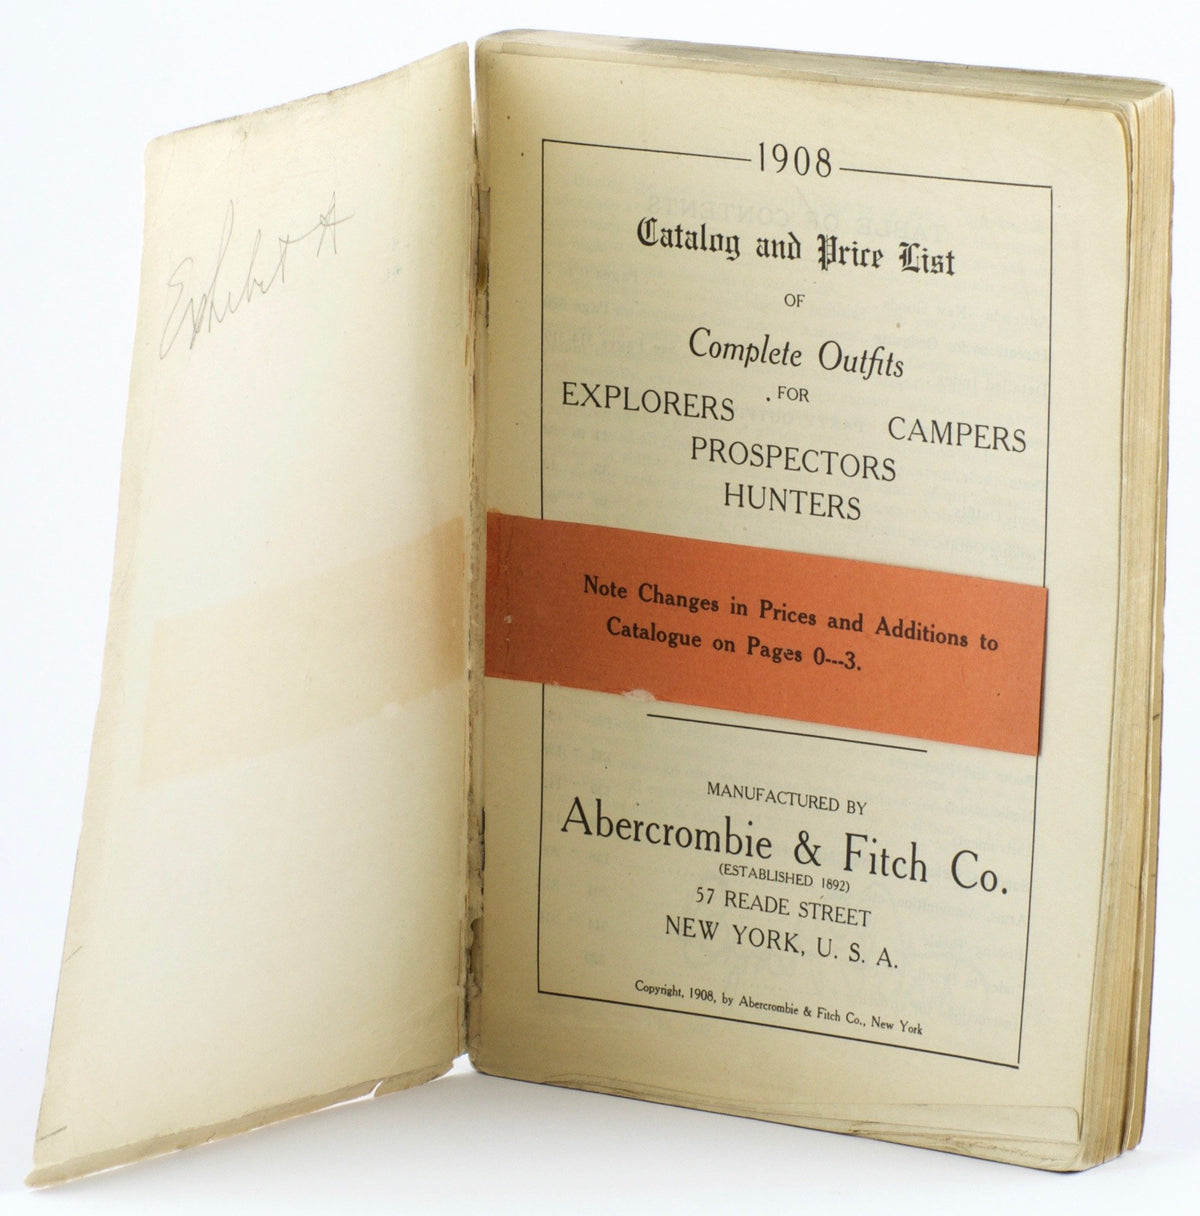 Exhibit A
1908
Catalog and Price List
OF
Complete Outfits
FOR
EXPLORERS CAMPERS
PROSPECTORS
HUNTERS
Note Changes in Prices and Additions to
Catalogue on Pages 0---3.
MANUFACTURED BY
Abercrombie & Fitch Co.
(ESTABLISHED 1892)
57 READE STREET
NEW YORK, U. S. A.
Copyright, 1908, by Abercrombie & Fitch Co., New York